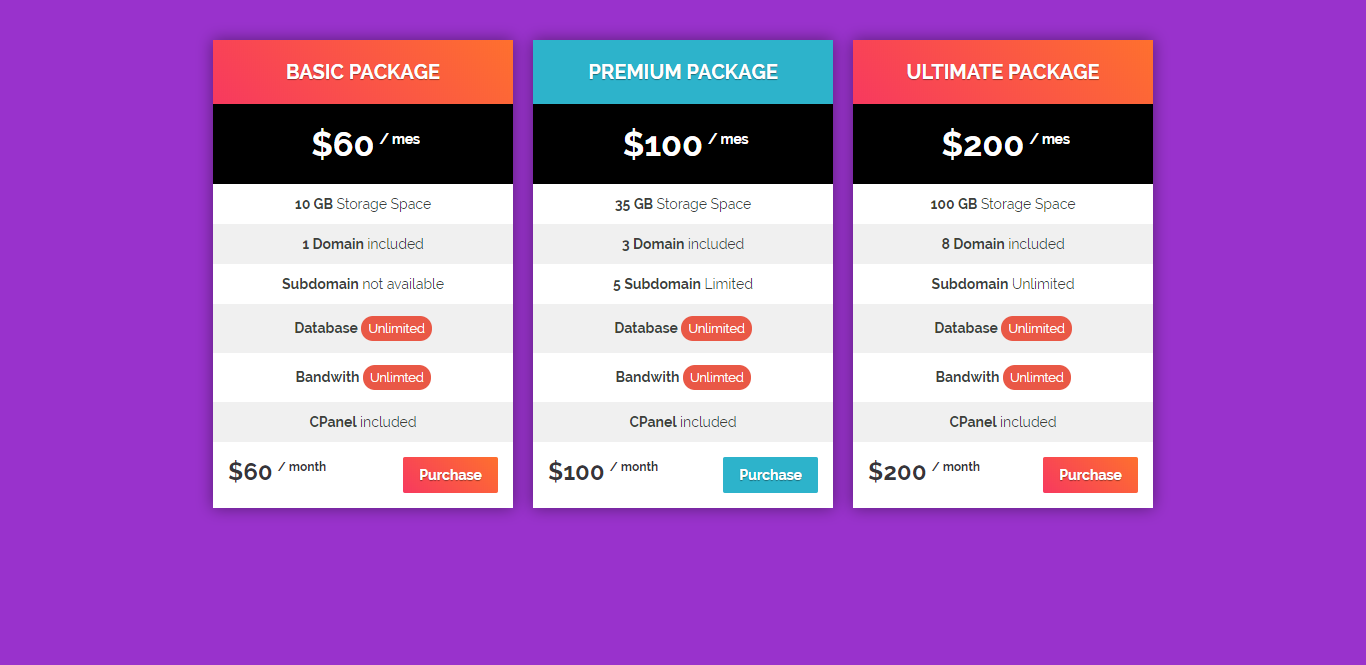 BASIC PACKAGE
$60 / mes
10 GB Storage Space
1 Domain included
Subdomain not available
Database Unlimited
Bandwith Unlimted
CPanel included
$60 / month Purchase
PREMIUM PACKAGE
$100 / mes
35 GB Storage Space
3 Domain included
5 Subdomain Limited
Database Unlimited
Bandwith Unlimted
CPanel included
$100 / month Purchase
ULTIMATE PACKAGE
$200 / mes
100 GB Storage Space
8 Domain included
Subdomain Unlimited
Database Unlimited
Bandwith Unlimted
CPanel included
$200 / month Purchase